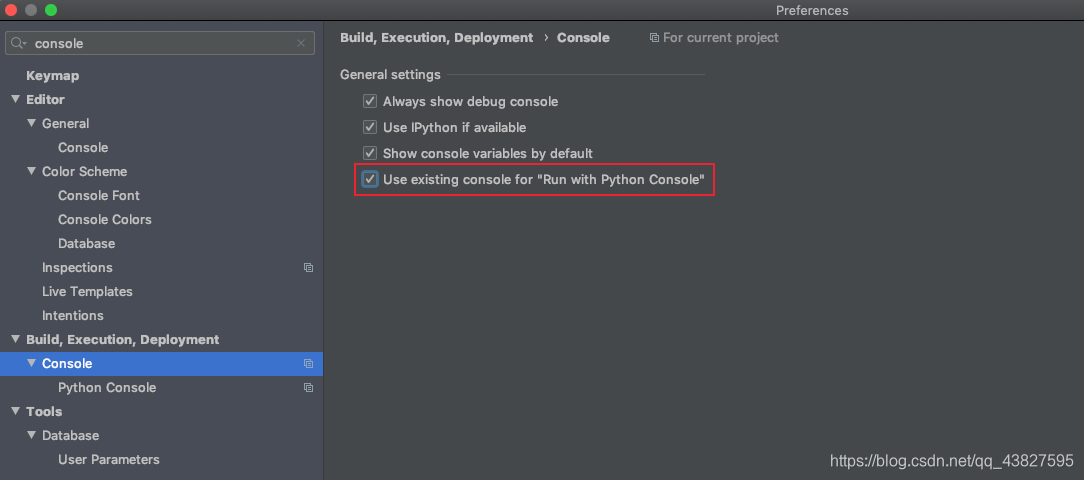 Preferences
console
Keymap
Editor
General
Console
Color Scheme
Console Font
Console Colors
Database
Inspections
Live Templates
Intentions
Build, Execution, Deployment
Console
Python Console
Tools
Database
User Parameters
Build, Execution, Deployment › Console For current project
General settings
Always show debug console
Use IPython if available
Show console variables by default
Use existing console for "Run with Python Console"
https://blog.csdn.net/qq_43827595